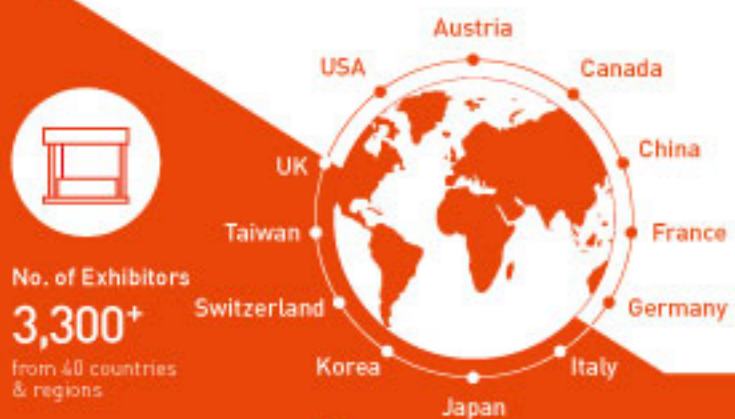 Austria
USA
Canada
China
UK
Taiwan
France
No. of Exhibitors
3,300+
Switzerland
Germany
from 40 countries
& regions
Korea
Italy
Japan